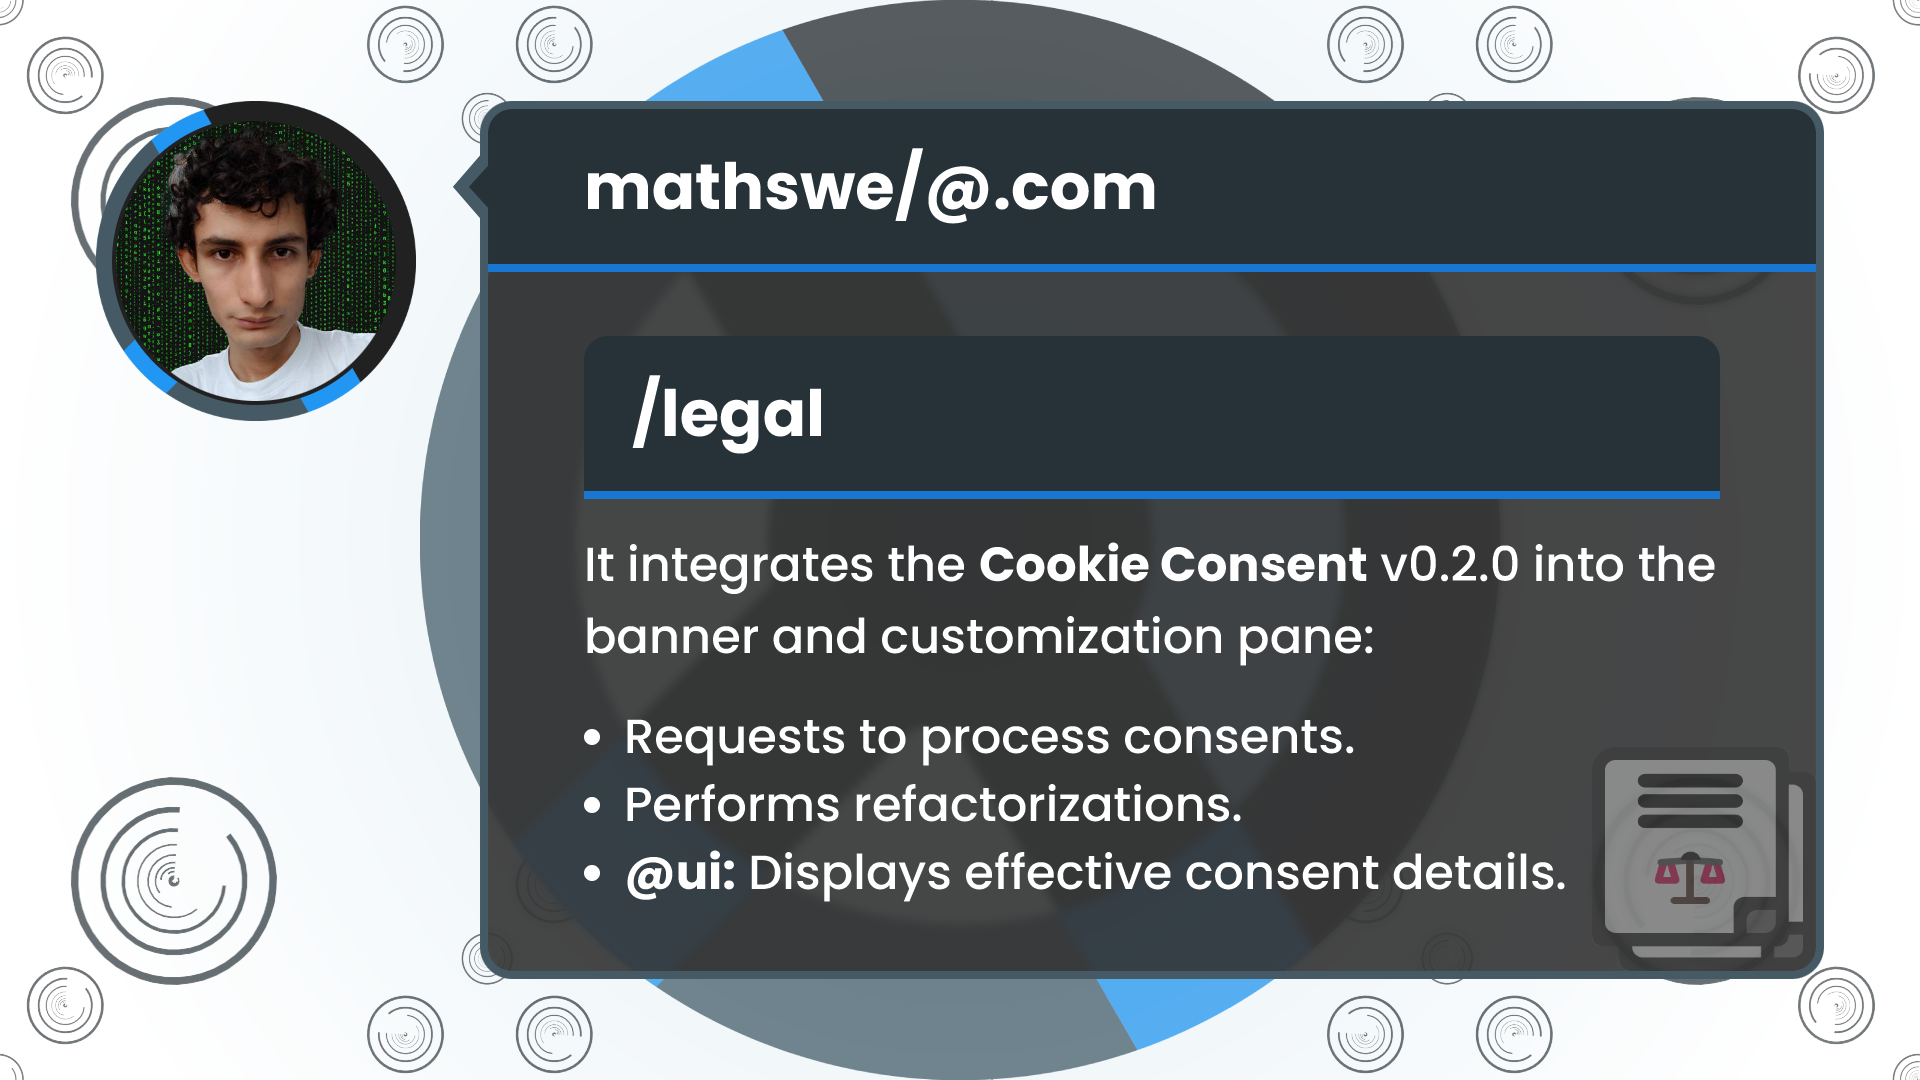 mathswe/@.com
/legal
It integrates the Cookie Consent v0.2.0 into the
banner and customization pane:
• Requests to process consents.
• Performs refactorizations.
• @ui: Displays effective consent details.